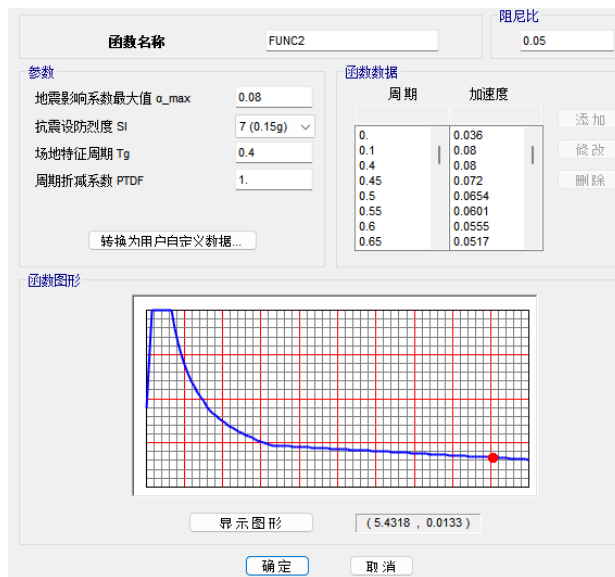 阻尼比
函数名称 FUNC2 0.05
参数 函数数据
地震影响系数最大值 α_max 0.08
抗震设防烈度 SI 7 (0.15g)
场地特征周期 Tg 0.4
周期折减系数 PTDF 1.
转换为用户自定义数据...
周期 加速度
0. 0.036
0.1 0.08
0.4 0.08
0.45 0.072
0.5 0.0654
0.55 0.0601
0.6 0.0555
0.65 0.0517
添加
修改
删除
函数图形
显示图形 (5.4318 , 0.0133 )
确定 取消